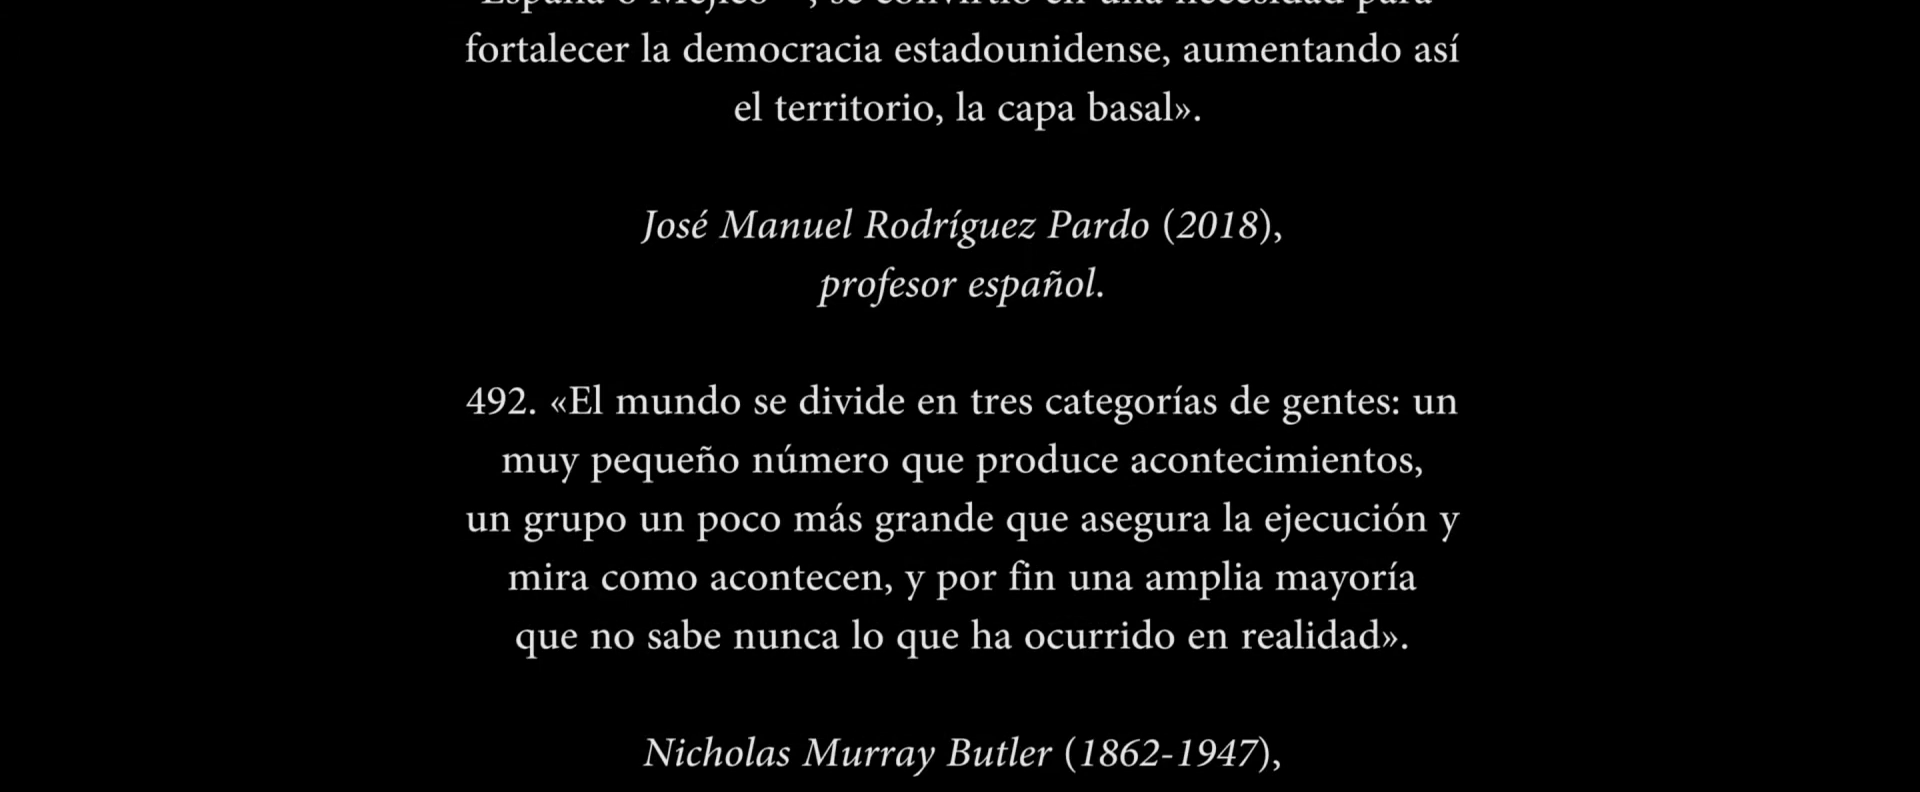 España o Méjico , se convirtió en una necesidad para
fortalecer la democracia estadounidense, aumentando así
el territorio, la capa basal».
José Manuel Rodríguez Pardo (2018),
profesor español.
492. «El mundo se divide en tres categorías de gentes: un
muy pequeño número que produce acontecimientos,
un grupo un poco más grande que asegura la ejecución y
mira como acontecen, y por fin una amplia mayoría
que no sabe nunca lo que ha ocurrido en realidad».
Nicholas Murray Butler (1862-1947),